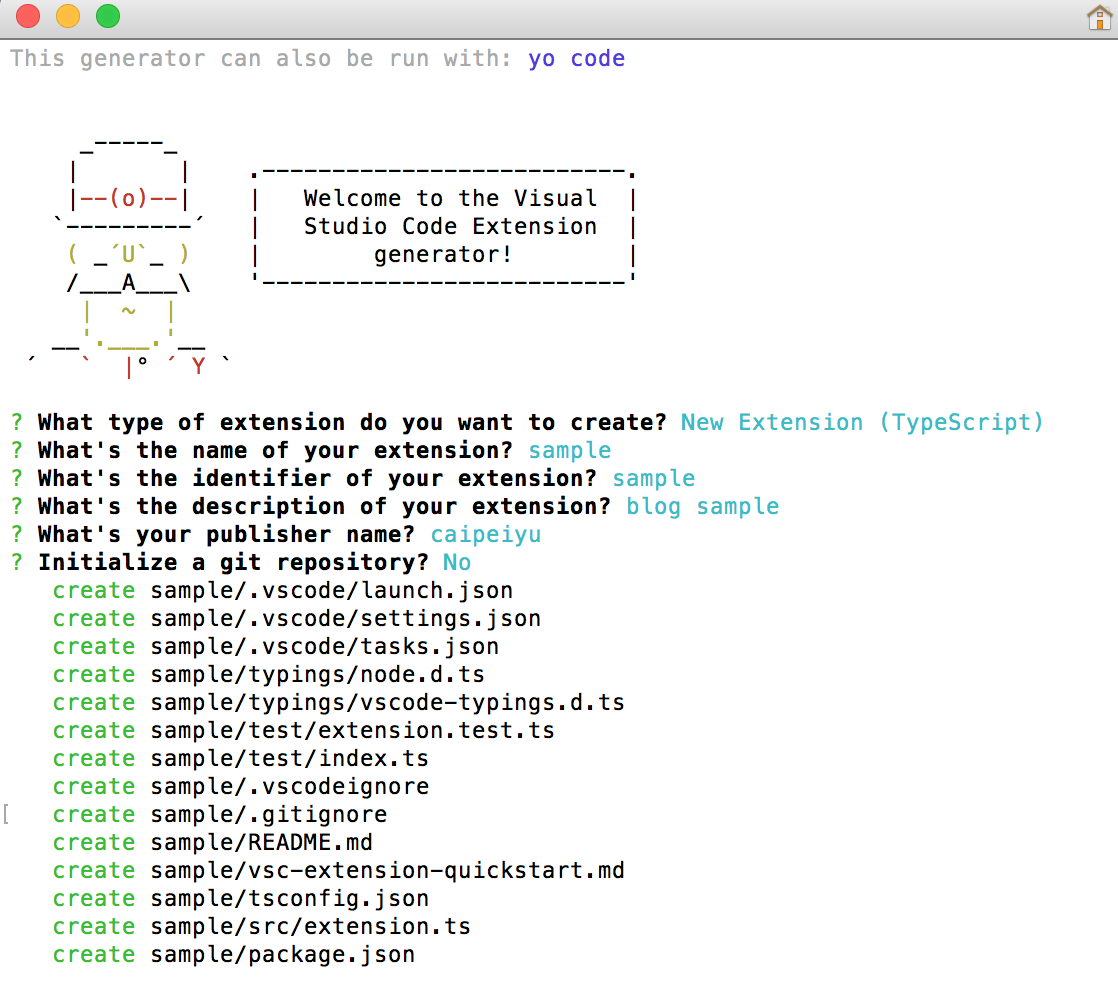 This generator can also be run with: yo code
     _-----_
    |       |    .--------------------------.
    |--(o)--|    |   Welcome to the Visual  |
   `---------´   |   Studio Code Extension  |
    ( _´U`_ )    |        generator!        |
    /___A___\    '--------------------------'
     |  ~  |
   __'.___.'__
 ´   `  |° ´ Y `
? What type of extension do you want to create? New Extension (TypeScript)
? What's the name of your extension? sample
? What's the identifier of your extension? sample
? What's the description of your extension? blog sample
? What's your publisher name? caipeiyu
? Initialize a git repository? No
   create sample/.vscode/launch.json
   create sample/.vscode/settings.json
   create sample/.vscode/tasks.json
   create sample/typings/node.d.ts
   create sample/typings/vscode-typings.d.ts
   create sample/test/extension.test.ts
   create sample/test/index.ts
   create sample/.vscodeignore
[   create sample/.gitignore
   create sample/README.md
   create sample/vsc-extension-quickstart.md
   create sample/tsconfig.json
   create sample/src/extension.ts
   create sample/package.json